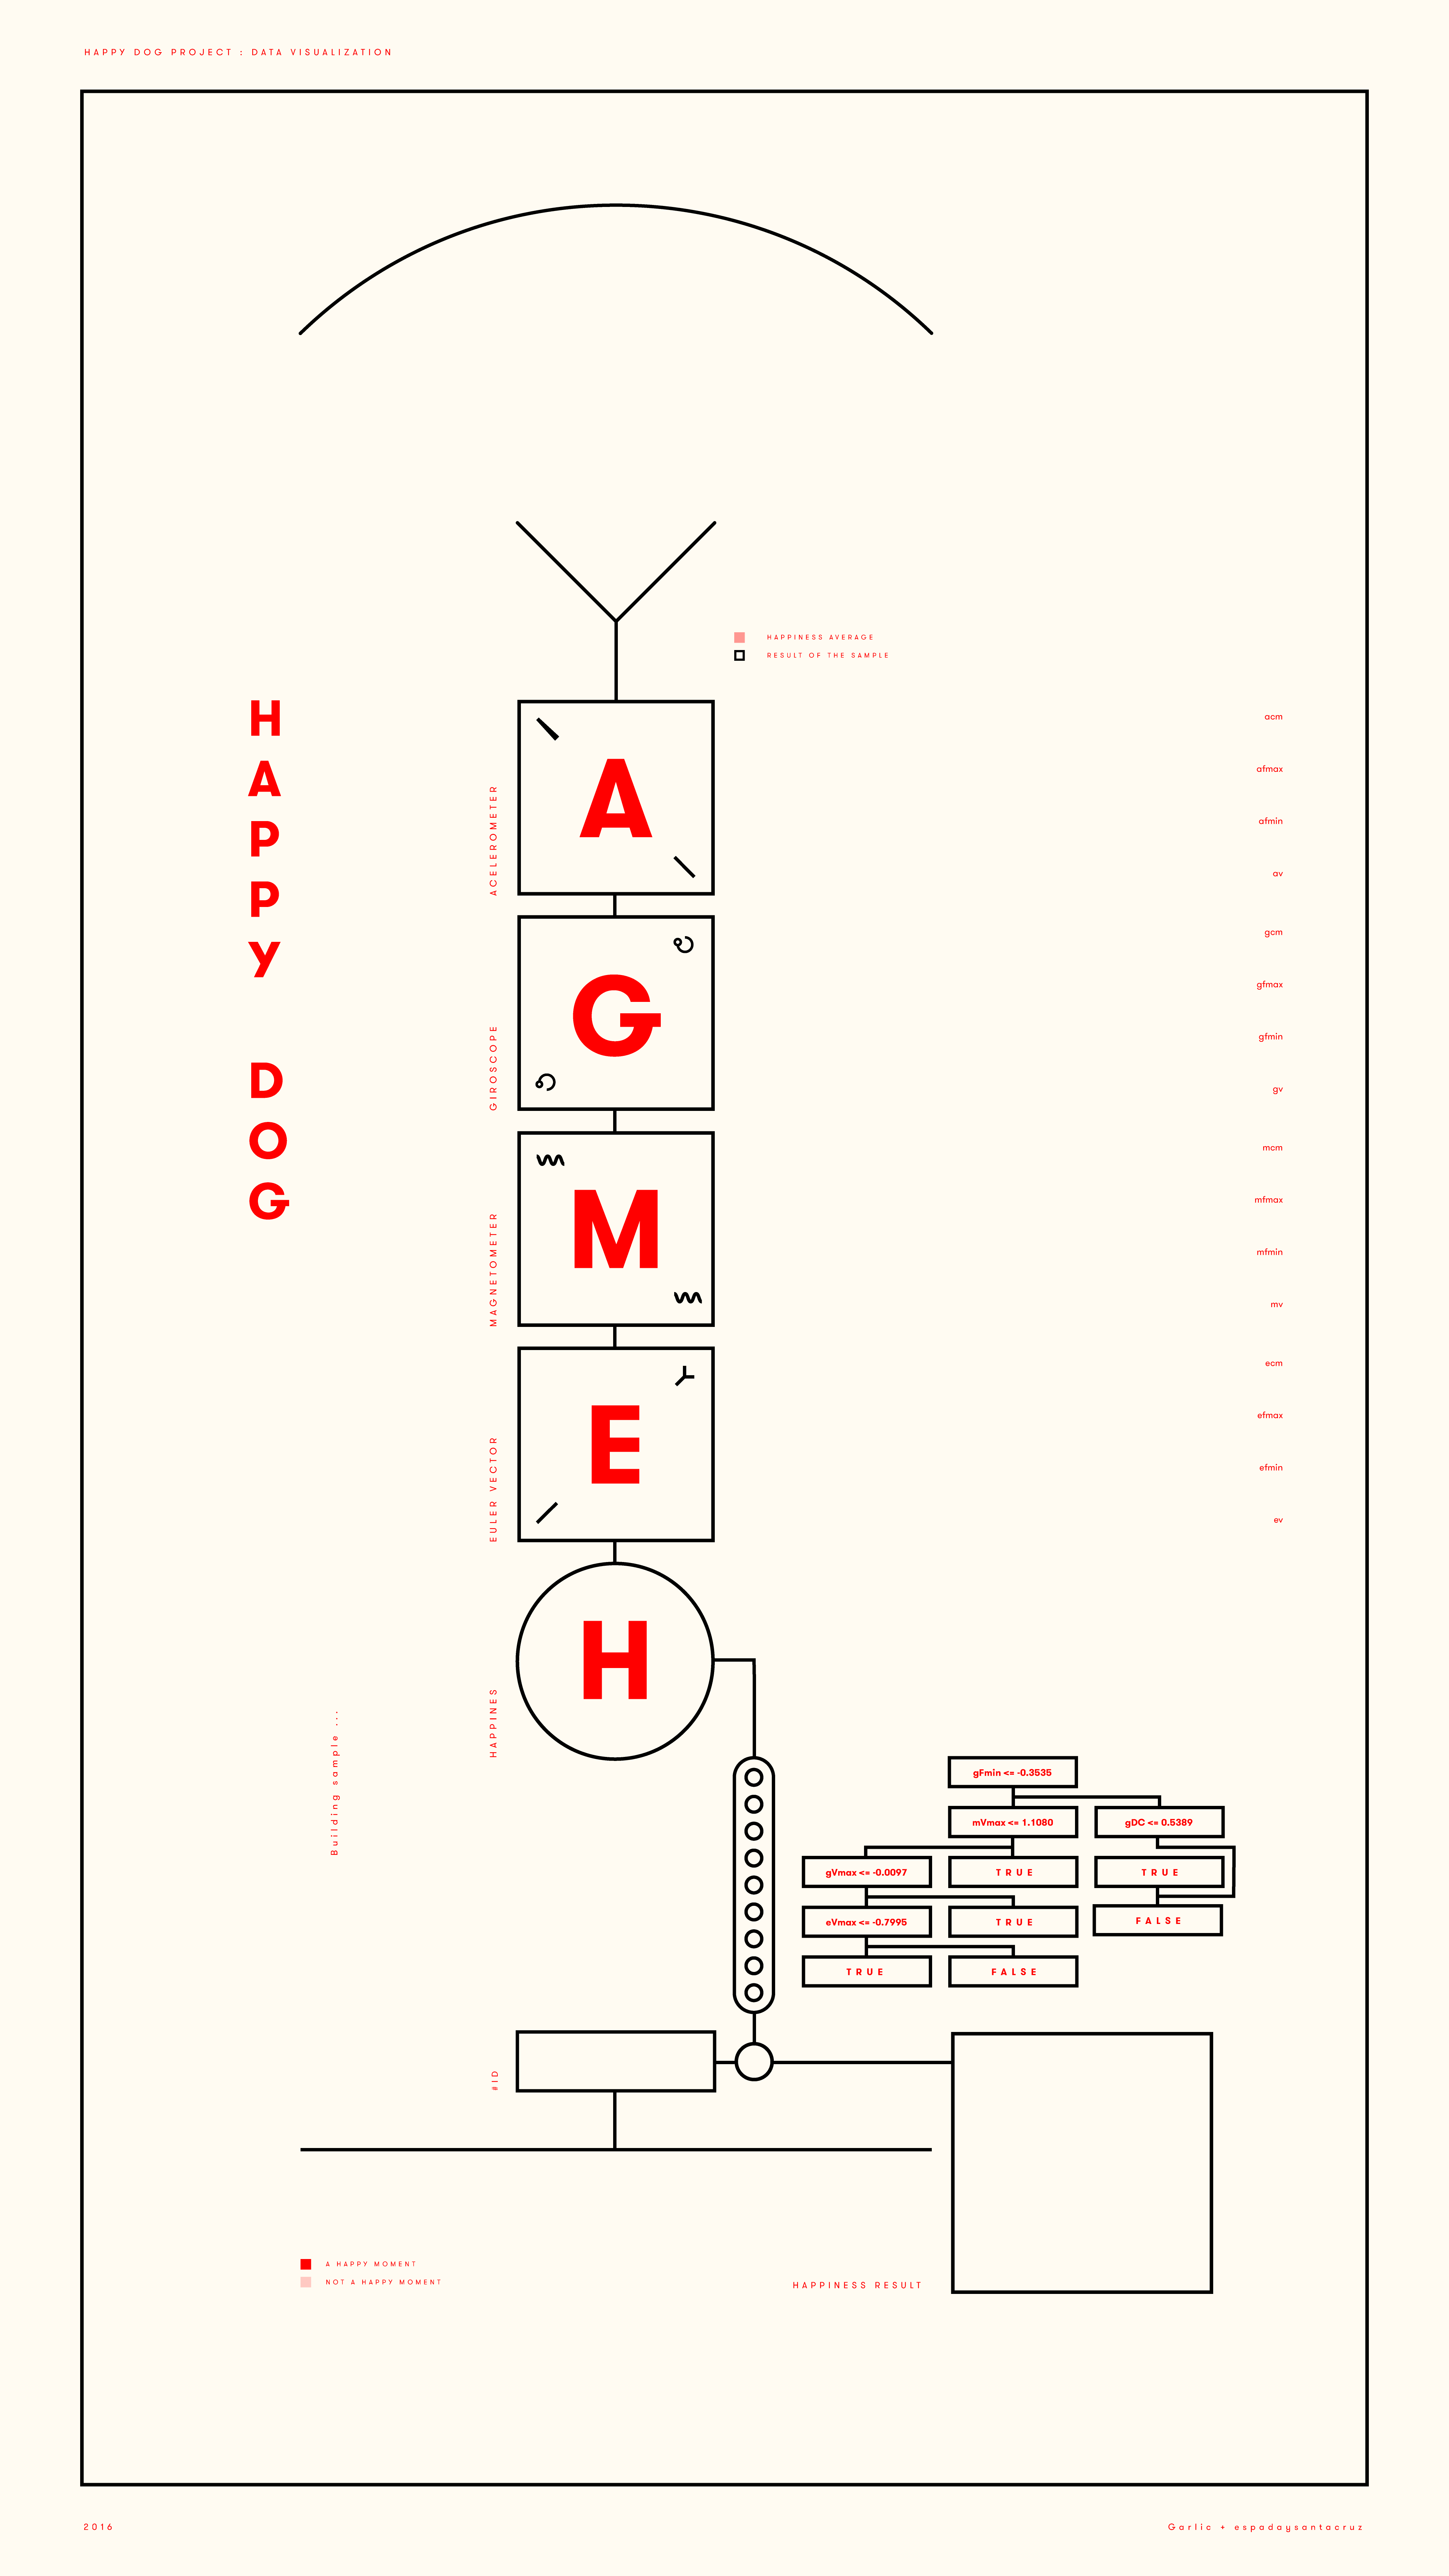 HAPPY DOG PROJECT : DATA VISUALIZATION
HAPPINESS AVERAGE
RESULT OF THE SAMPLE
HAPPY DOG
ACELEROMETER
A
GIROSCOPE
G
MAGNETOMETER
M
EULER VECTOR
E
HAPPINES
H
acm
afmax
afmin
av
gcm
gfmax
gfmin
gv
mcm
mfmax
mfmin
mv
ecm
efmax
efmin
ev
Building sample ...
gFmin <= -0.3535
mVmax <= 1.1080
gDC <= 0.5389
gVmax <= -0.0097
TRUE
TRUE
eVmax <= -0.7995
TRUE
FALSE
TRUE
FALSE
#ID
A HAPPY MOMENT
NOT A HAPPY MOMENT
HAPPINESS RESULT
2016
Garlic + espadaysantacruz